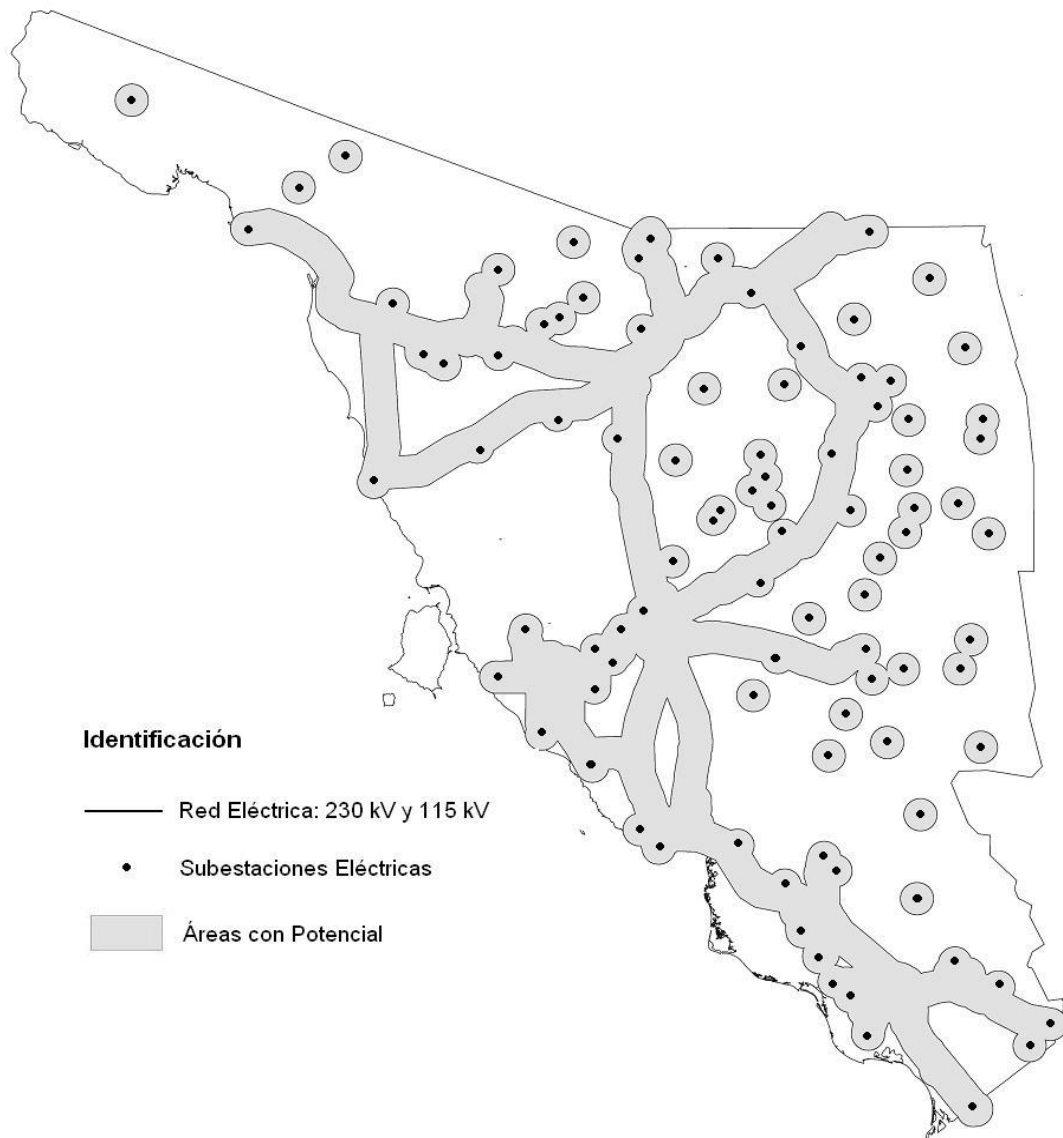 Identificación
Red Eléctrica: 230 kV y 115 kV
Subestaciones Eléctricas
Áreas con Potencial